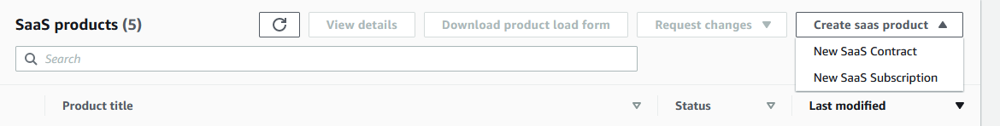 SaaS products (5)
View details
Download product load form
Request changes
Create saas product
Search
New SaaS Contract
New SaaS Subscription
Product title
Status
Last modified